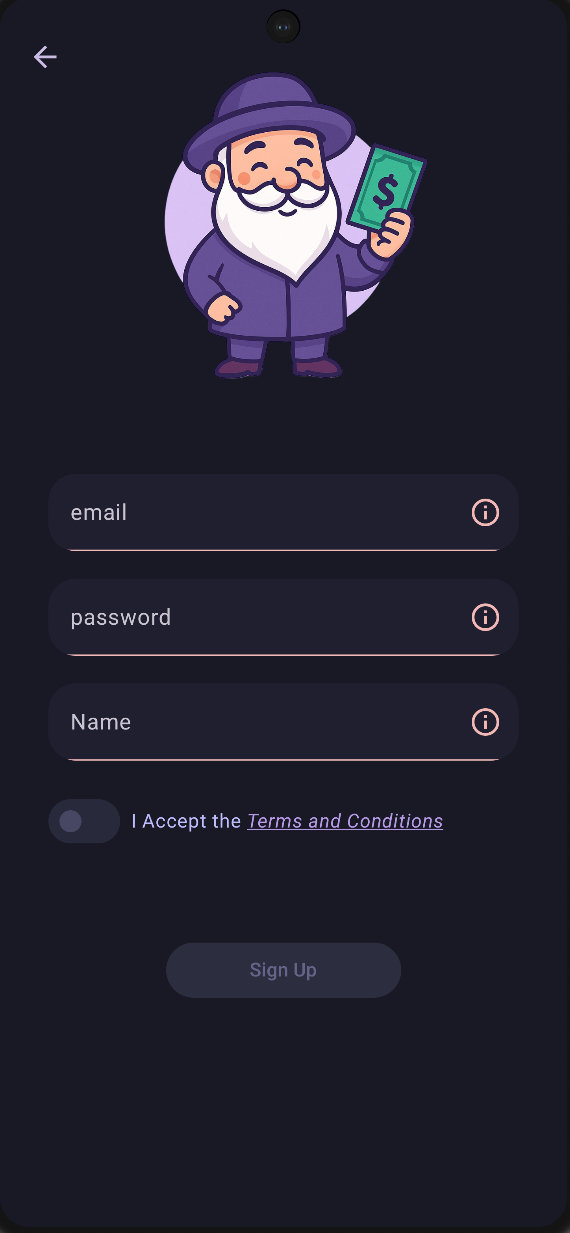 $
email
password
Name
I Accept the Terms and Conditions
Sign Up